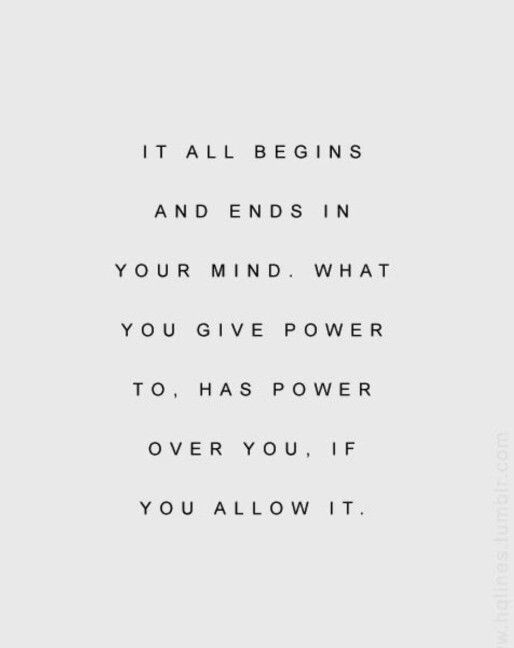 IT ALL BEGINS
AND ENDS IN
YOUR MIND. WHAT
YOU GIVE POWER
TO, HAS POWER
OVER YOU, IF
YOU ALLOW IT.
w.hqlines.tumblr.com